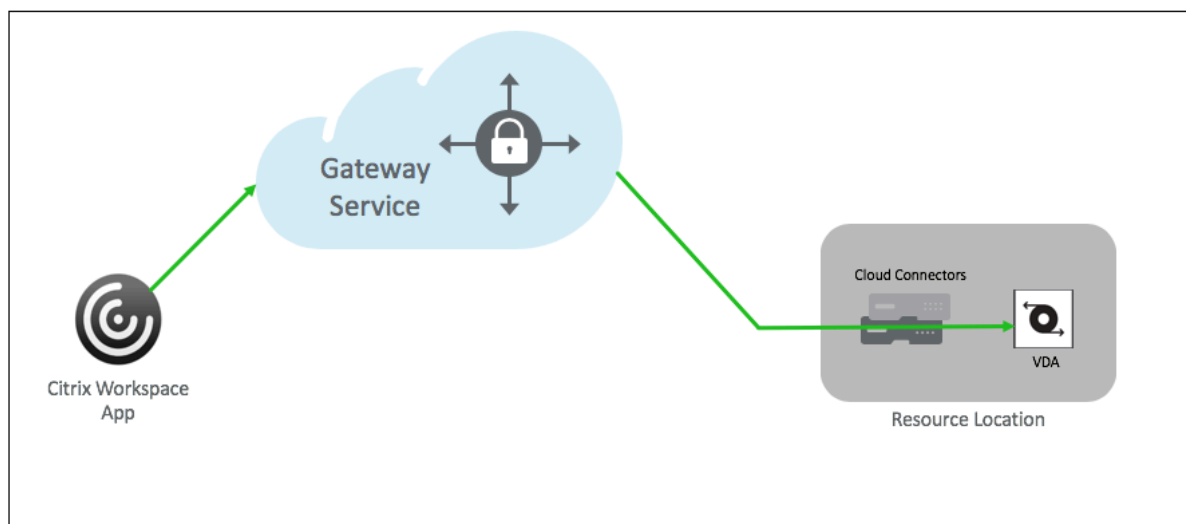 Gateway
Service
Cloud Connectors
VDA
Citrix Workspace
App
Resource Location